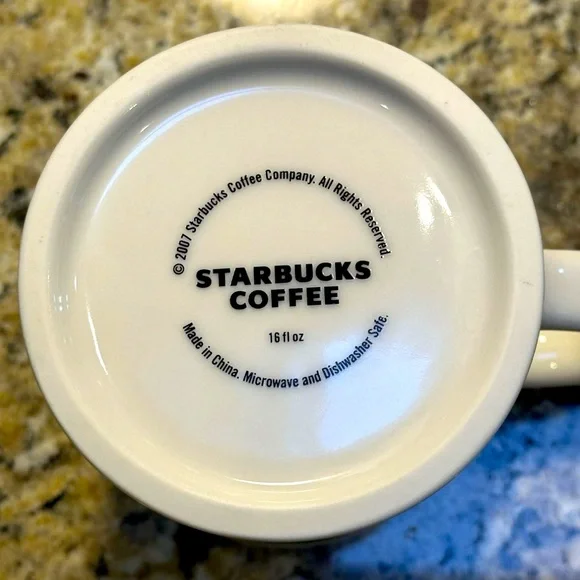 © 2007 Starbucks Coffee Company. All Rights Reserved.
STARBUCKS
COFFEE
16 fl oz
Made in China. Microwave and Dishwasher Safe.